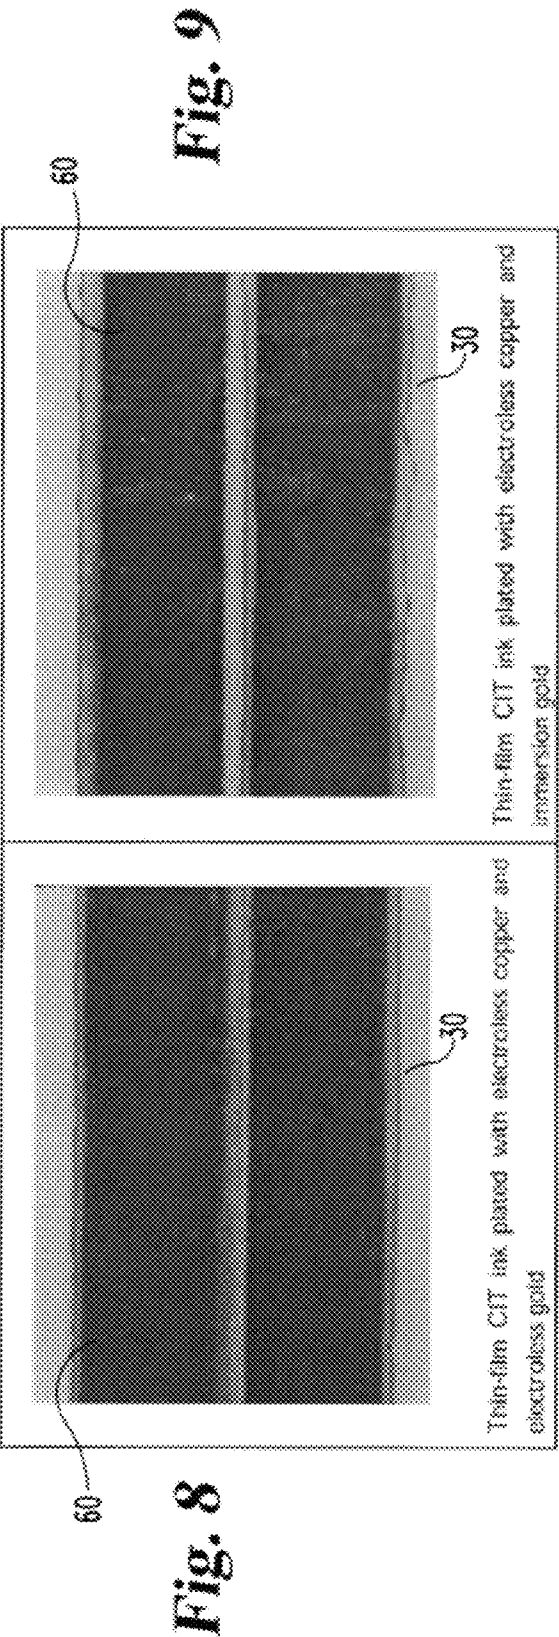 Fig. 8
60
30
Thin-film CIT ink plated with electroless copper and
electroless gold
Fig. 9
60
30
Thin-film CIT ink plated with electroless copper and
immersion gold